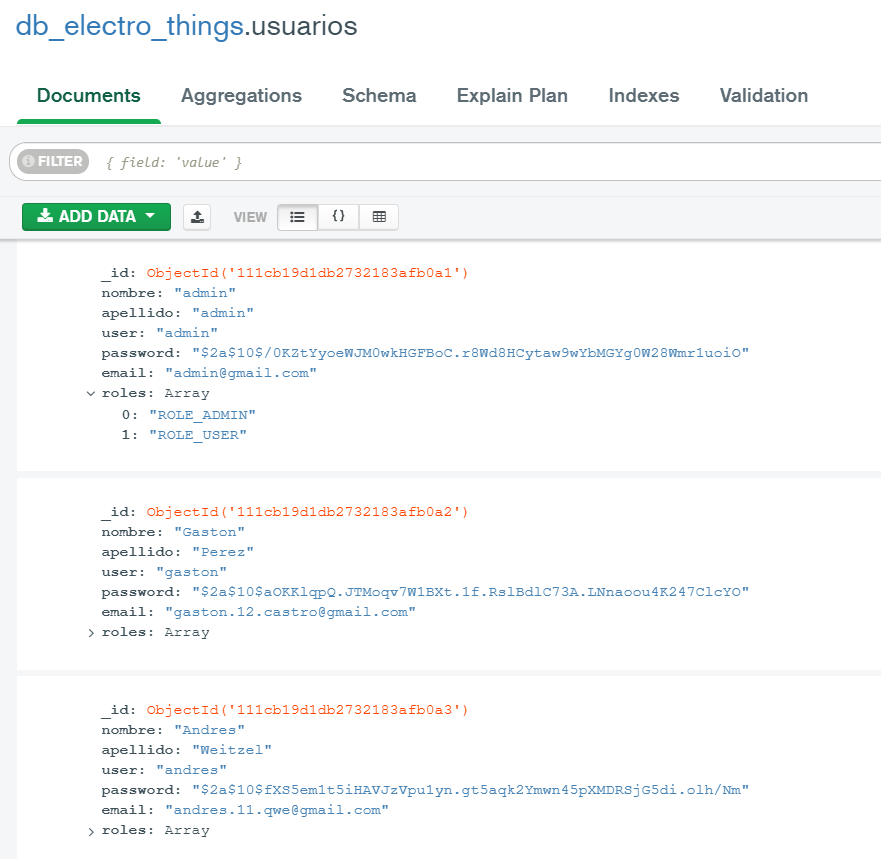 db_electro_things.usuarios
Documents Aggregations Schema Explain Plan Indexes Validation
FILTER { field: 'value' }
ADD DATA VIEW {}
_id: ObjectId('111cb19d1db2732183afb0a1')
nombre: "admin"
apellido: "admin"
user: "admin"
password: "$2a$10$/0KZtYyoeWJM0wkHGFBoC.r8Wd8HCytaw9wYbMGYg0W28Wmr1uoiO"
email: "admin@gmail.com"
roles: Array
0: "ROLE_ADMIN"
1: "ROLE_USER"
_id: ObjectId('111cb19d1db2732183afb0a2')
nombre: "Gaston"
apellido: "Perez"
user: "gaston"
password: "$2a$10$aOKKlqpQ.JTMoqv7W1BXt.1f.RslBdlC73A.LNnaoou4K247ClcYO"
email: "gaston.12.castro@gmail.com"
roles: Array
_id: ObjectId('111cb19d1db2732183afb0a3')
nombre: "Andres"
apellido: "Weitzel"
user: "andres"
password: "$2a$10$fXS5em1t5iHAVJzVpu1yn.gt5aqk2Ymwn45pXMDRSjG5di.olh/Nm"
email: "andres.11.qwe@gmail.com"
roles: Array